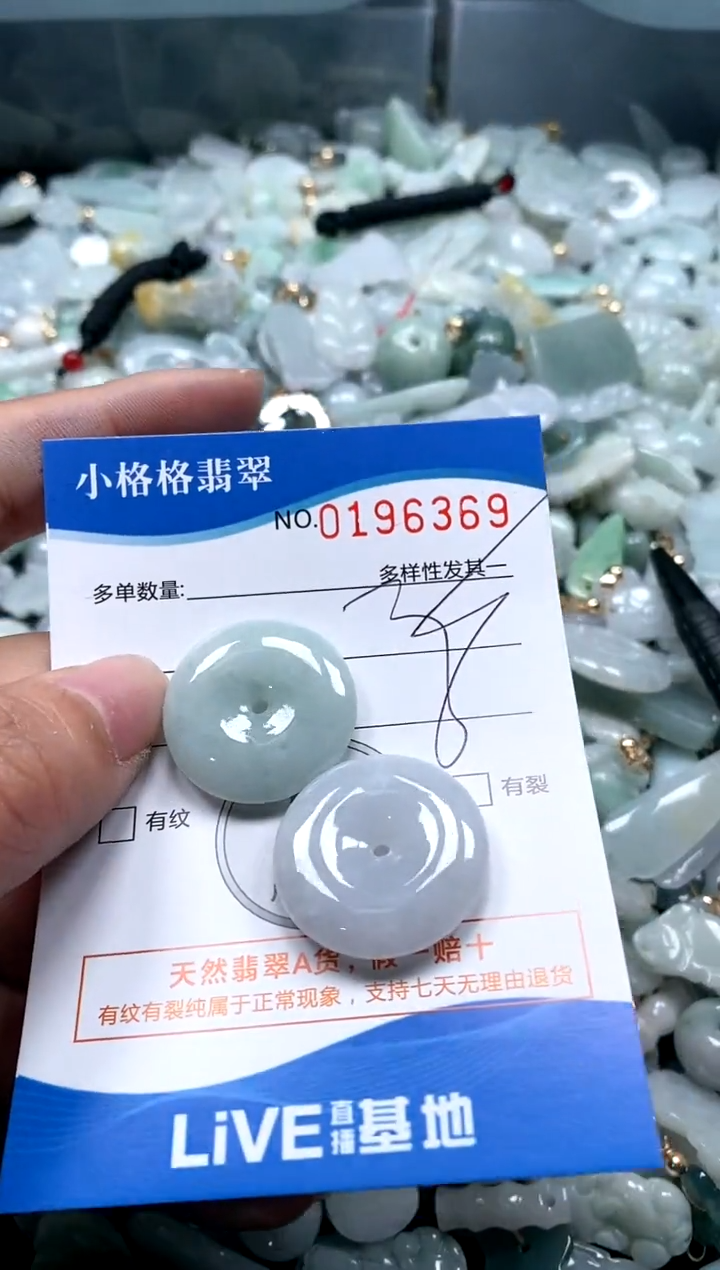 小格格翡翠
NO.0196369
多样性发其一
多单数量:
有纹
有裂
天然翡翠A货，假一赔十
有纹有裂纯属于正常现象，支持七天无理由退货
LiVE直播基地